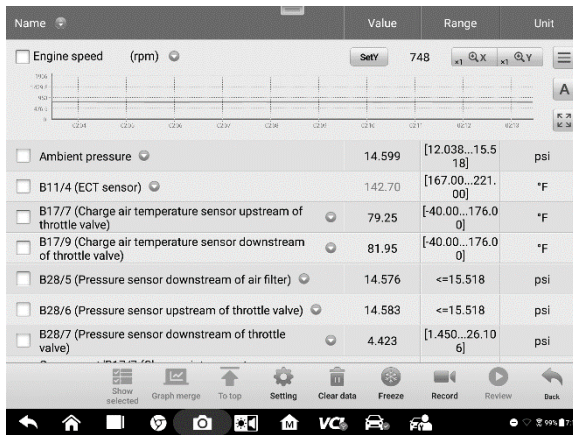 Name Value Range Unit
Engine speed (rpm) SetY 748 x1 X x1 Y
A
Ambient pressure 14.599 [12.038...15.5
18] psi
B11/4 (ECT sensor) 142.70 [167.00...221.
00] °F
B17/7 (Charge air temperature sensor upstream of
throttle valve) 79.25 [-40.00...176.0
0] °F
B17/9 (Charge air temperature sensor downstream
of throttle valve) 81.95 [-40.00...176.0
0] °F
B28/5 (Pressure sensor downstream of air filter) 14.576 <=15.518 psi
B28/6 (Pressure sensor upstream of throttle valve) 14.583 <=15.518 psi
B28/7 (Pressure sensor downstream of throttle
valve) 4.423 [1.450...26.10
6] psi
Show
selected Graph merge To top Setting Clear data Freeze Record Review Back
M VCI 99%